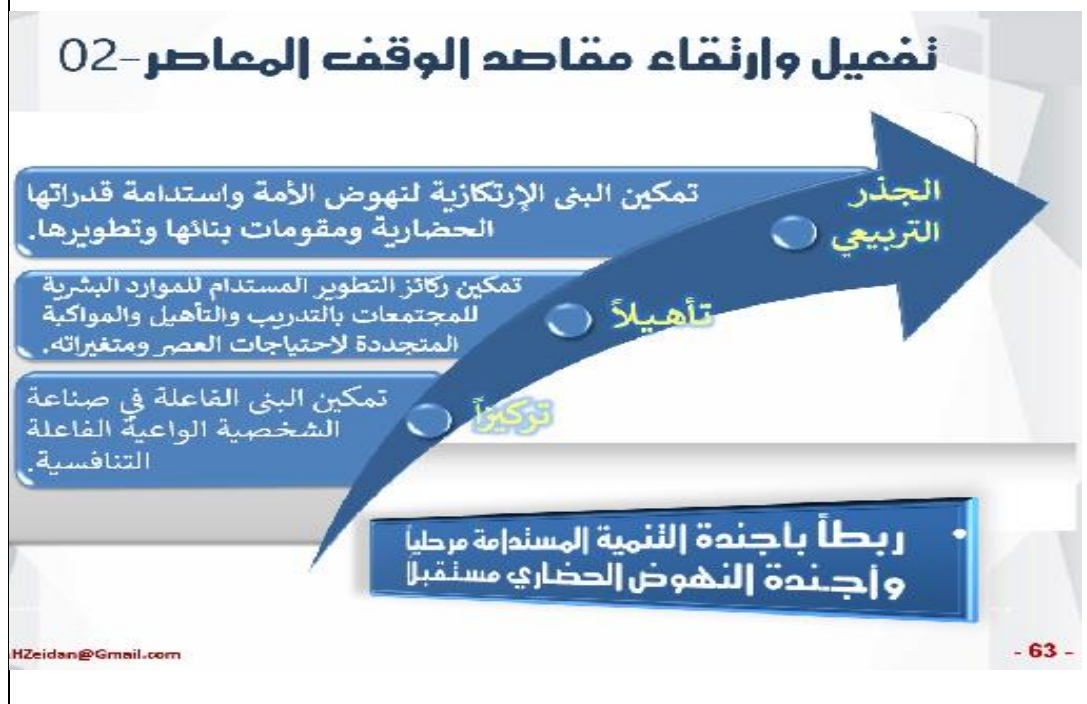 تفعيل وارتقاء مقاصد الوقف المعاصر-02
الجذر
التربيعي
تمكين البنى الإرتكازية لنهوض الأمة واستدامة قدراتها
الحضارية ومقومات بنائها وتطويرها.
تأهيلاً
تمكين ركائز التطوير المستدام للموارد البشرية
للمجتمعات بالتدريب والتأهيل والمواكبة
المتجددة لاحتياجات العصر ومتغيراته.
تركيزاً
تمكين البنى الفاعلة في صناعة
الشخصية الواعية الفاعلة
التنافسية.
• ربطاً باجندة التنمية المستدامة مرحلياً
وأجندة النهوض الحضاري مستقبلاً
HZeidan@Gmail.com
- 63 -